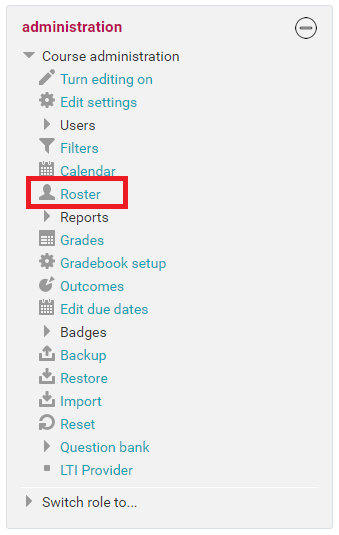 administration
Course administration
Turn editing on
Edit settings
Users
Filters
Calendar
Roster
Reports
Grades
Gradebook setup
Outcomes
Edit due dates
Badges
Backup
Restore
Import
Reset
Question bank
LTI Provider
Switch role to...